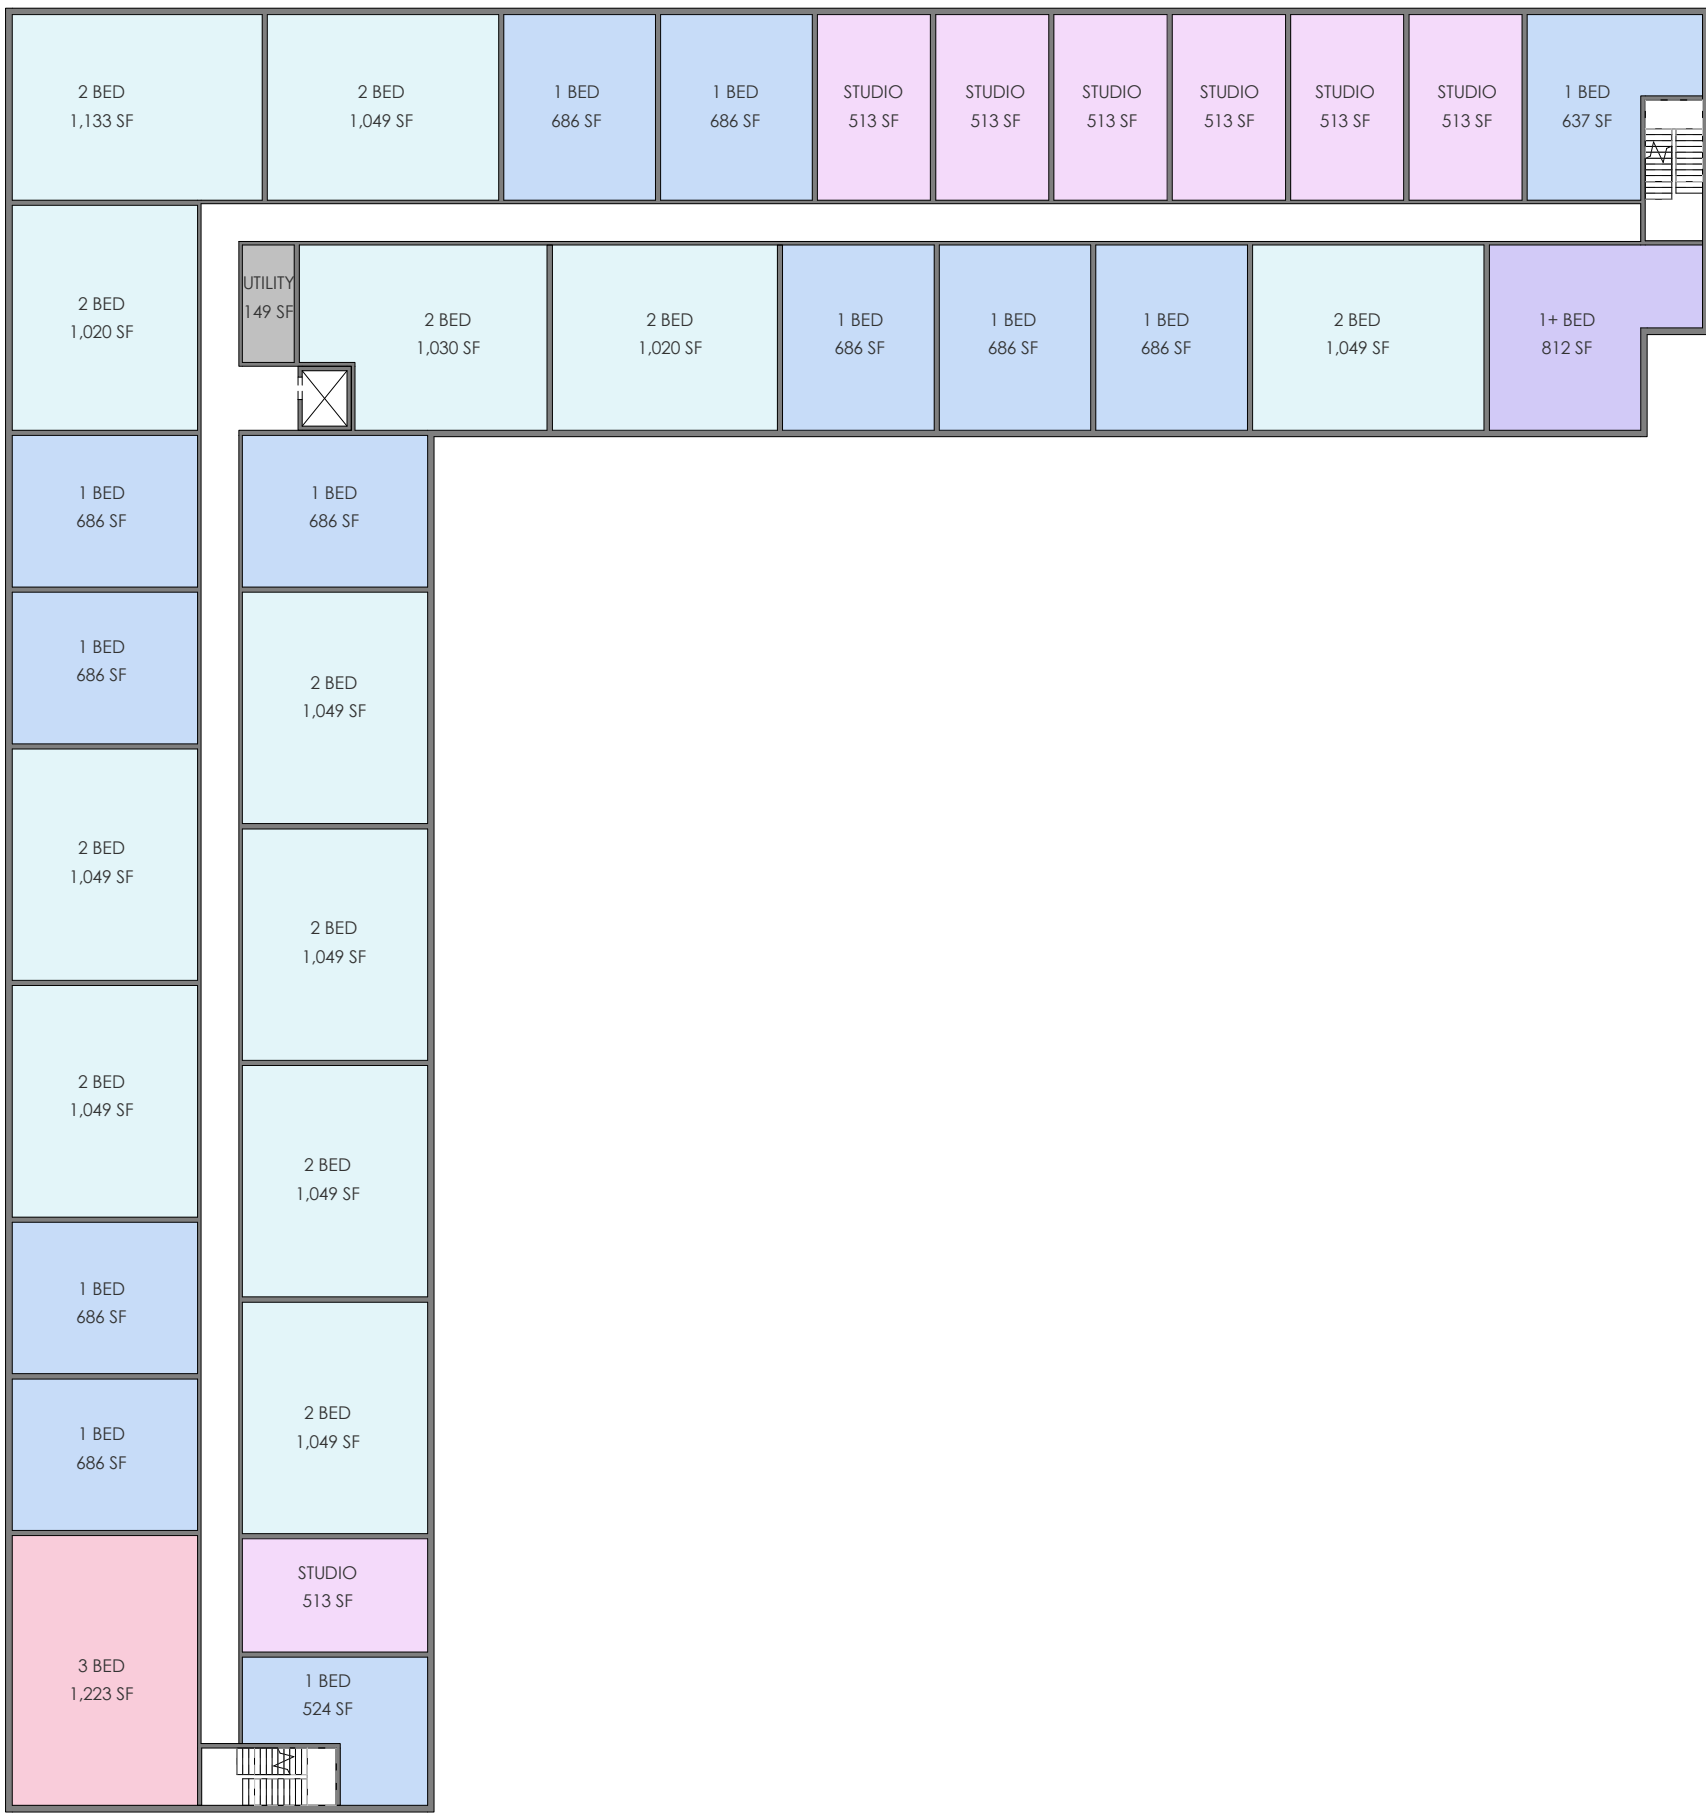 2 BED
1,133 SF
2 BED
1,049 SF
1 BED
686 SF
1 BED
686 SF
STUDIO
513 SF
STUDIO
513 SF
STUDIO
513 SF
STUDIO
513 SF
STUDIO
513 SF
STUDIO
513 SF
1 BED
637 SF
2 BED
1,020 SF
UTILITY
149 SF
2 BED
1,030 SF
2 BED
1,020 SF
1 BED
686 SF
1 BED
686 SF
1 BED
686 SF
2 BED
1,049 SF
1+ BED
812 SF
1 BED
686 SF
1 BED
686 SF
1 BED
686 SF
2 BED
1,049 SF
2 BED
1,049 SF
2 BED
1,049 SF
2 BED
1,049 SF
2 BED
1,049 SF
1 BED
686 SF
2 BED
1,049 SF
1 BED
686 SF
STUDIO
513 SF
3 BED
1,223 SF
1 BED
524 SF